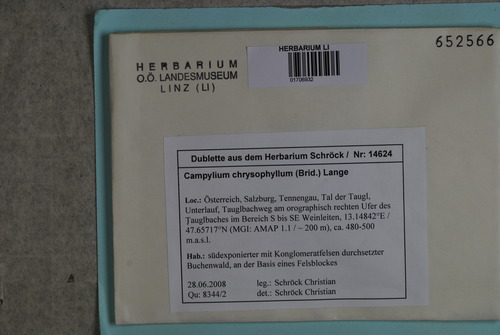 652566
HERBARIUM
O.Ö. LANDESMUSEUM
LINZ (LI)
HERBARIUM LI
01706932
Dublette aus dem Herbarium Schröck / Nr: 14624
Campylium chrysophyllum (Brid.) Lange
Loc.: Österreich, Salzburg, Tennengau, Tal der Taugl,
Unterlauf, Tauglbachweg am orographisch rechten Ufer des
Tauglbaches im Bereich S bis SE Weinleiten, 13.14842°E /
47.65717°N (MGI: AMAP 1.1 / ~ 200 m), ca. 480-500
m.a.s.l.
Hab.: südexponierter mit Konglomeratfelsen durchsetzter
Buchenwald, an der Basis eines Felsblockes
28.06.2008 leg.: Schröck Christian
Qu: 8344/2 det.: Schröck Christian